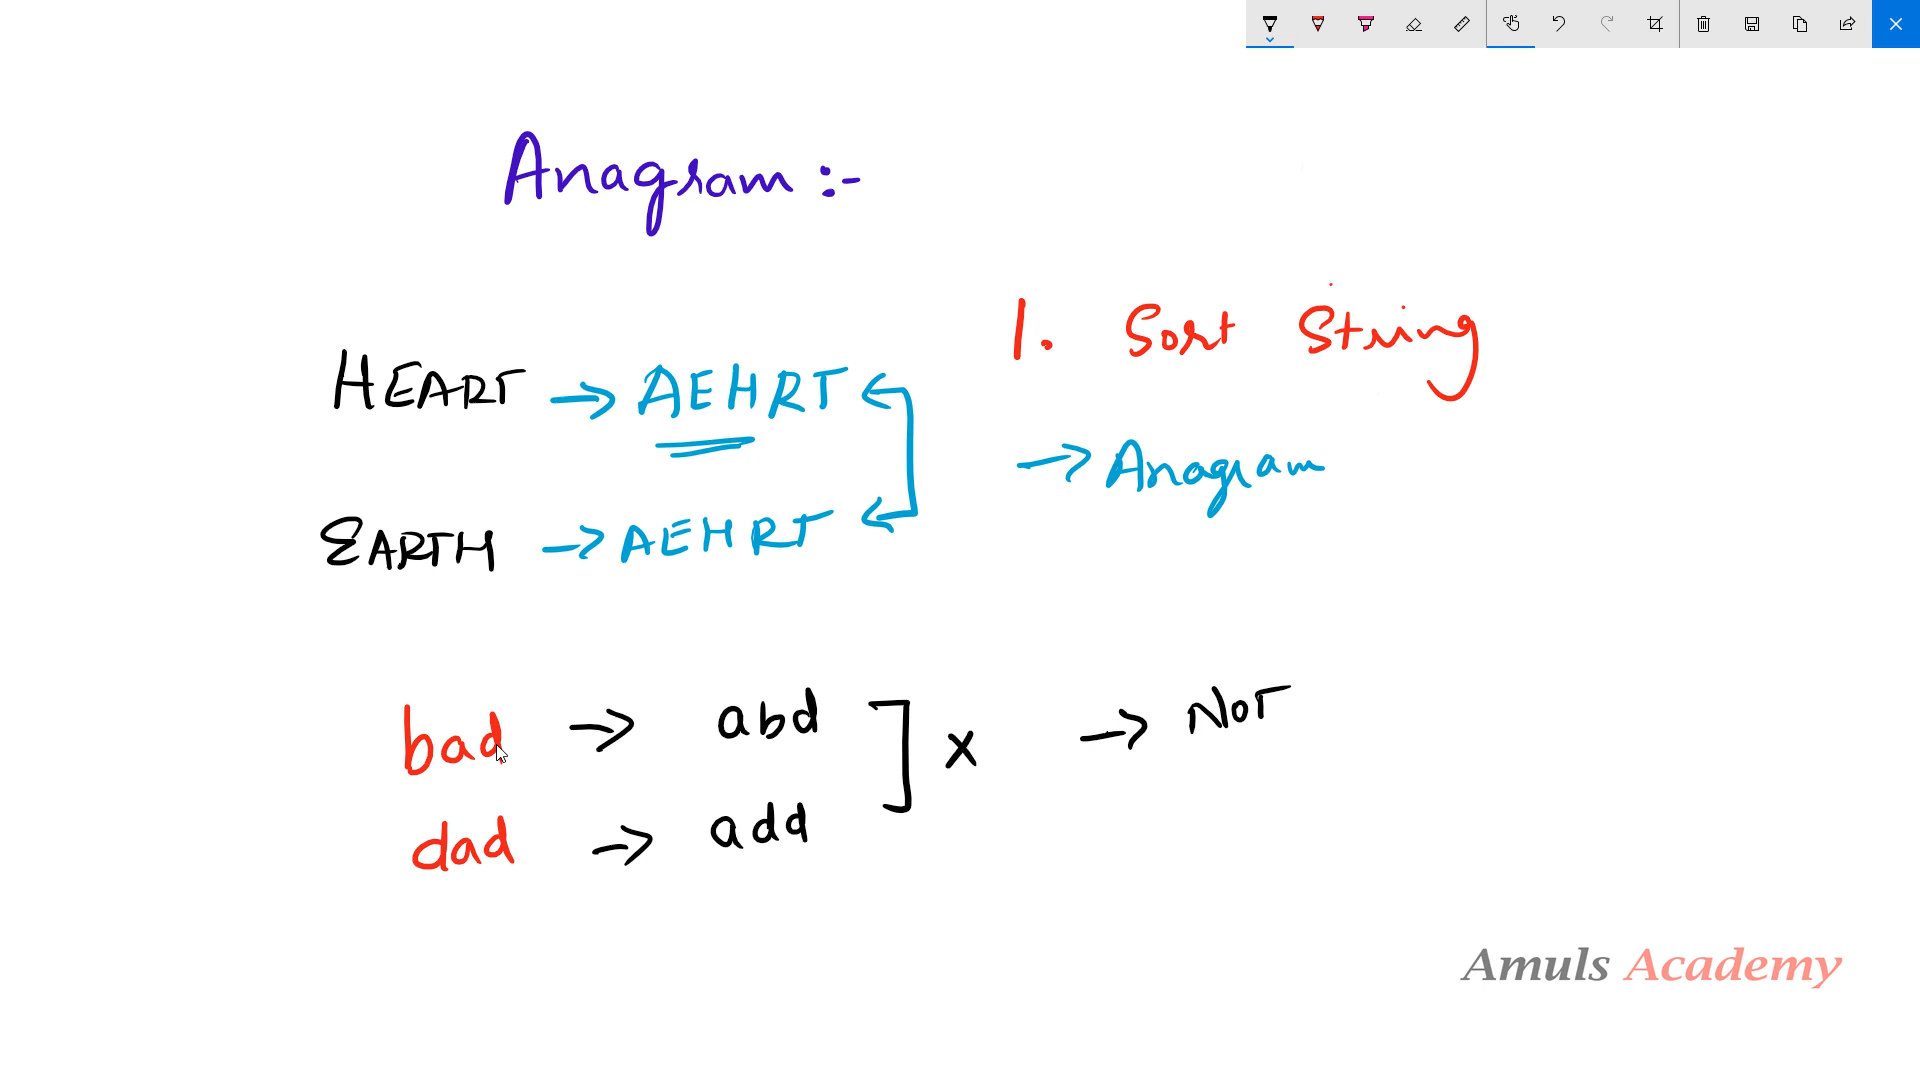 Anagram :-
1. Sort String
HEART → AEHRT
→ Anagram
EARTH → AEHRT
bad → abd ] x → NOT
dad → add
Amuls Academy